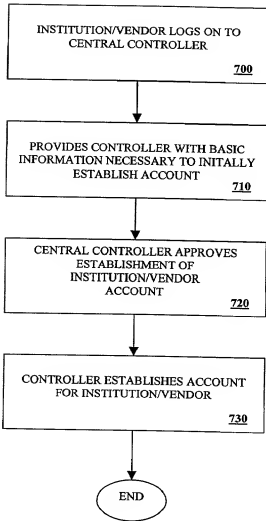 INSTITUTION/VENDOR LOGS ON TO
CENTRAL CONTROLLER
700
PROVIDES CONTROLLER WITH BASIC
INFORMATION NECESSARY TO INITALLY
ESTABLISH ACCOUNT
710
CENTRAL CONTROLLER APPROVES
ESTABLISHMENT OF
INSTITUTION/VENDOR
ACCOUNT
720
CONTROLLER ESTABLISHES ACCOUNT
FOR INSTITUTION/VENDOR
730
END